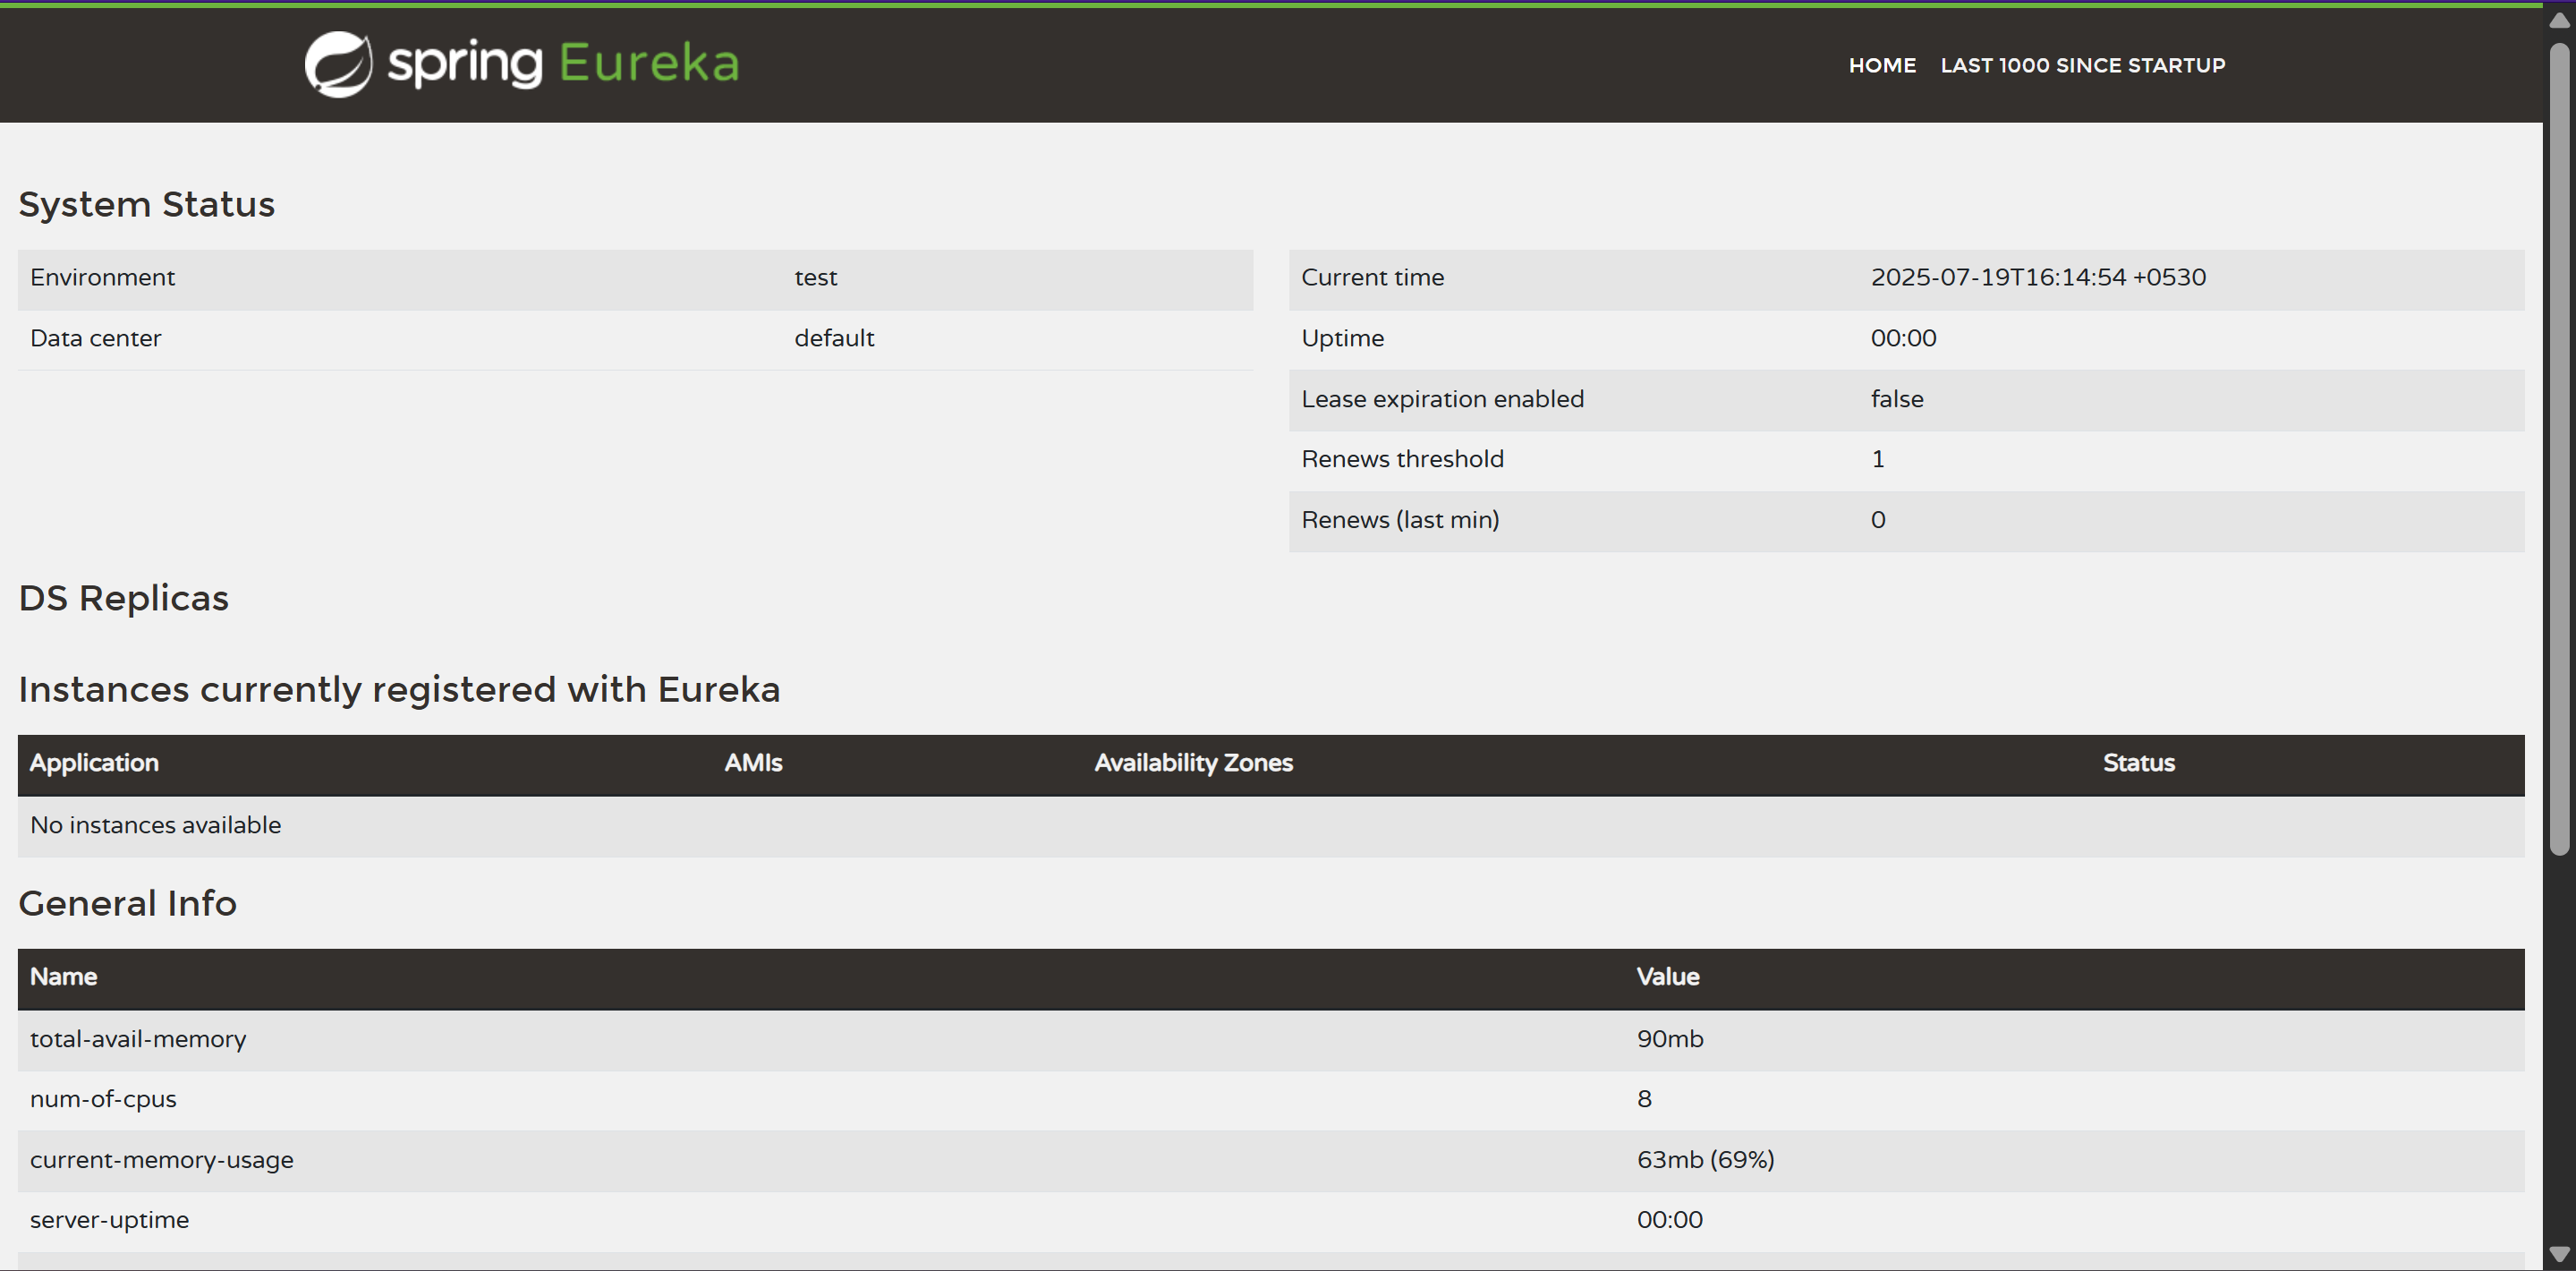 spring Eureka
HOME LAST 1000 SINCE STARTUP
System Status
Environment test
Data center default
Current time 2025-07-19T16:14:54 +0530
Uptime 00:00
Lease expiration enabled false
Renews threshold 1
Renews (last min) 0
DS Replicas
Instances currently registered with Eureka
Application AMIs Availability Zones Status
No instances available
General Info
Name Value
total-avail-memory 90mb
num-of-cpus 8
current-memory-usage 63mb (69%)
server-uptime 00:00